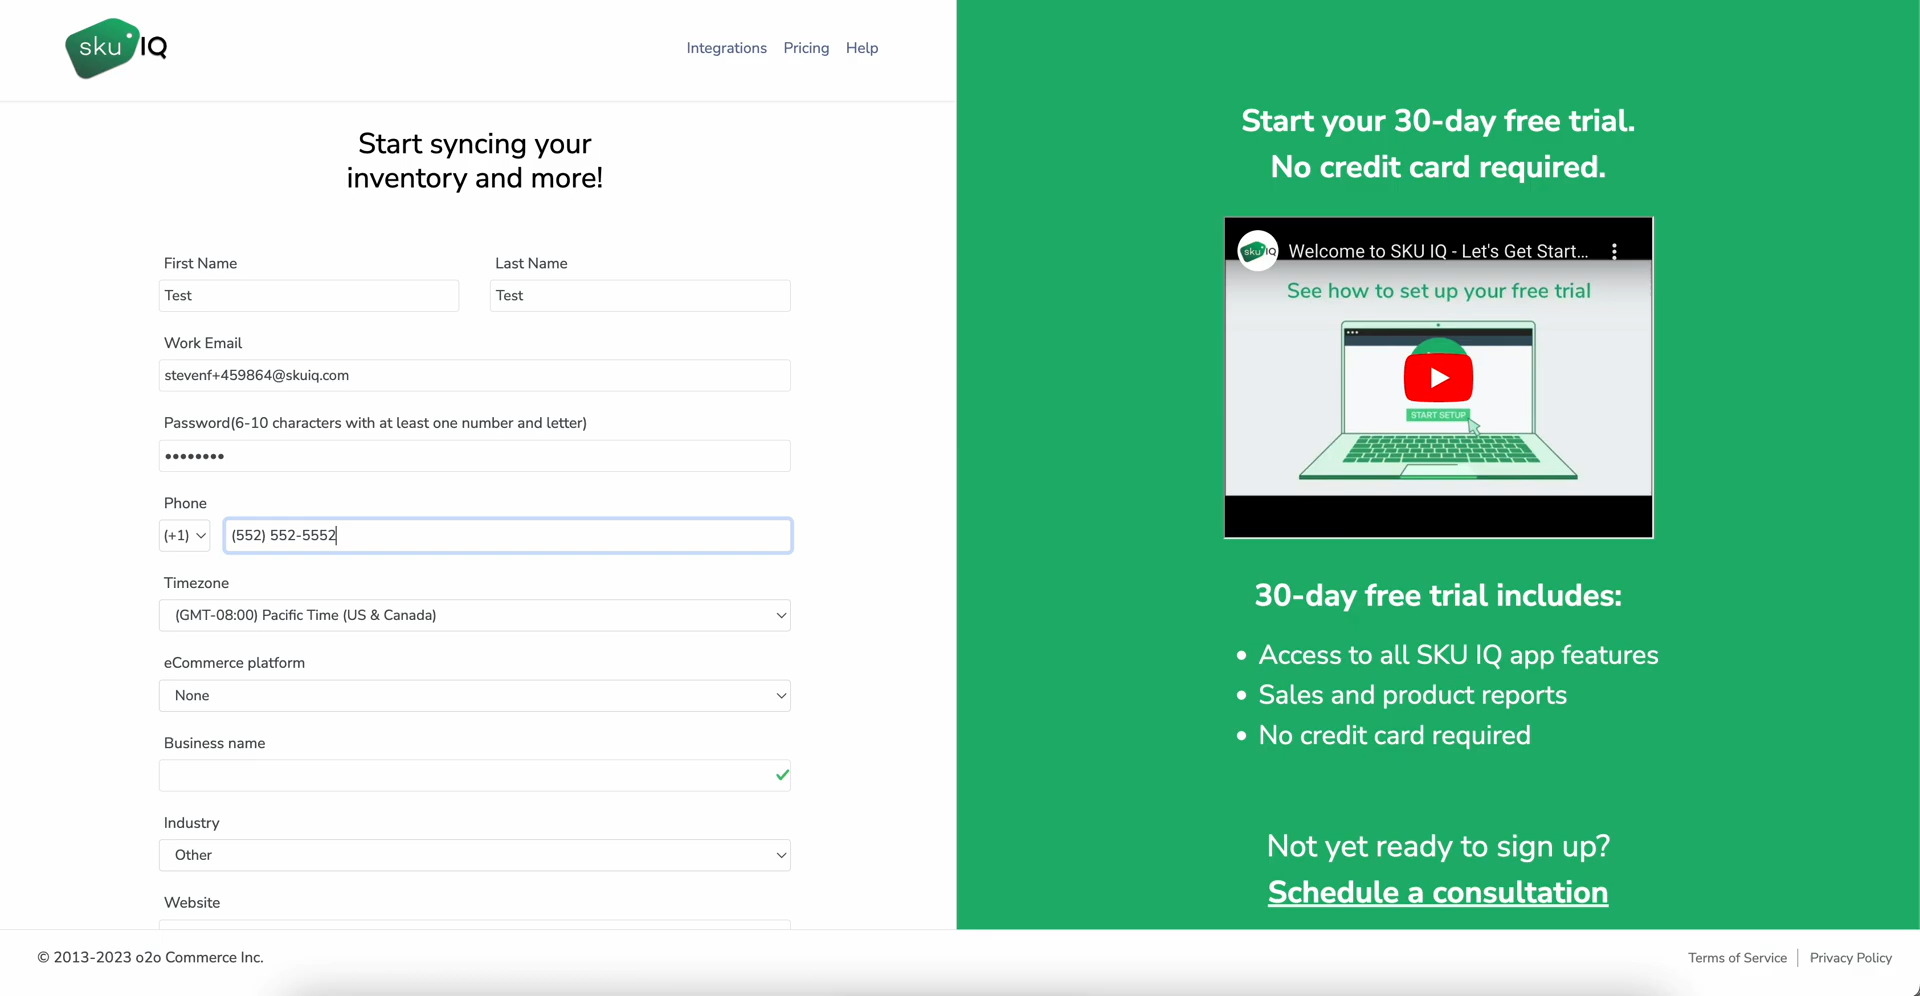 sku IQ
Integrations Pricing Help
Start syncing your
inventory and more!
First Name Last Name
Test Test
Work Email
stevenf+459864@skuiq.com
Password(6-10 characters with at least one number and letter)
••••••••
Phone
(+1) (552) 552-5552
Timezone
(GMT-08:00) Pacific Time (US & Canada)
eCommerce platform
None
Business name
Industry
Other
Website
Start your 30-day free trial.
No credit card required.
sku IQ Welcome to SKU IQ - Let's Get Start...
See how to set up your free trial
START SETUP
30-day free trial includes:
• Access to all SKU IQ app features
• Sales and product reports
• No credit card required
Not yet ready to sign up?
Schedule a consultation
© 2013-2023 o2o Commerce Inc.
Terms of Service | Privacy Policy